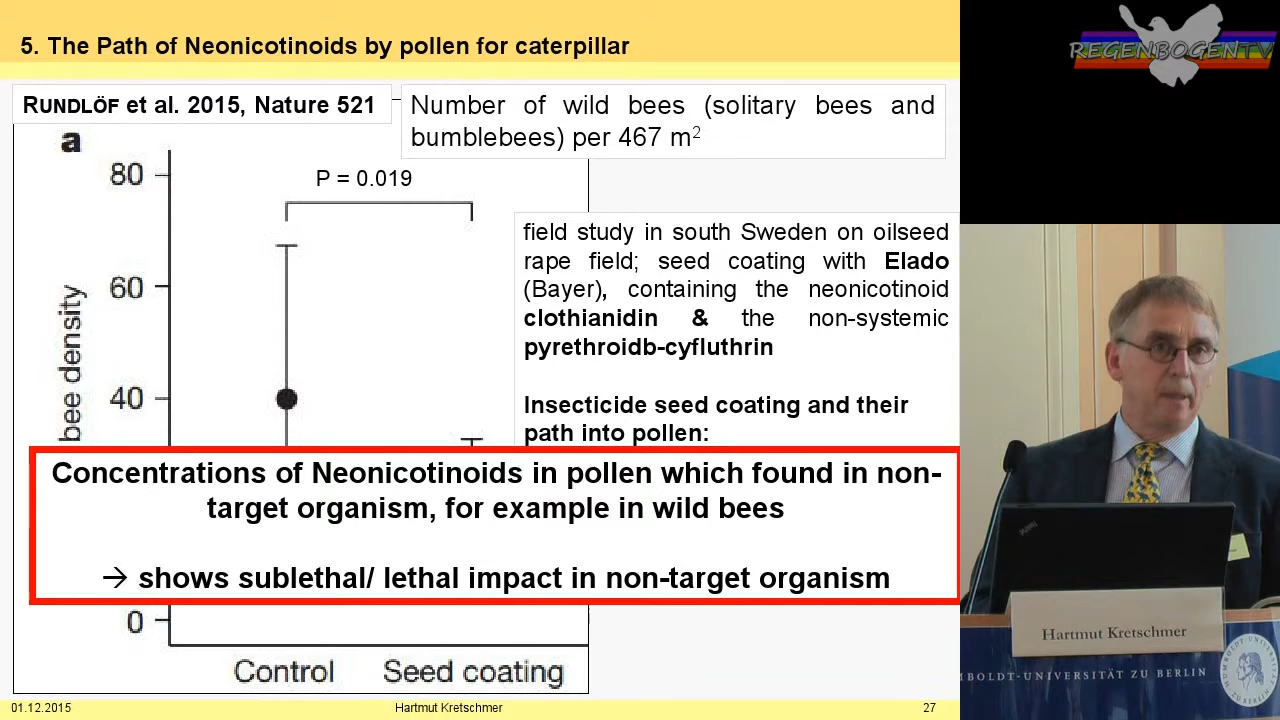 5. The Path of Neonicotinoids by pollen for caterpillar
REGENBOGENTV
RUNDLÖF et al. 2015, Nature 521
Number of wild bees (solitary bees and
bumblebees) per 467 m²
a
80
P = 0.019
60
40
bee density
field study in south Sweden on oilseed
rape field; seed coating with Elado
(Bayer), containing the neonicotinoid
clothianidin & the non-systemic
pyrethroidb-cyfluthrin
Insecticide seed coating and their
path into pollen:
Concentrations of Neonicotinoids in pollen which found in non-
target organism, for example in wild bees
→ shows sublethal/ lethal impact in non-target organism
0
Control Seed coating
01.12.2015 Hartmut Kretschmer 27
Hartmut Kretschmer
MBOLDT-UNIVERSITÄT ZU BERLIN